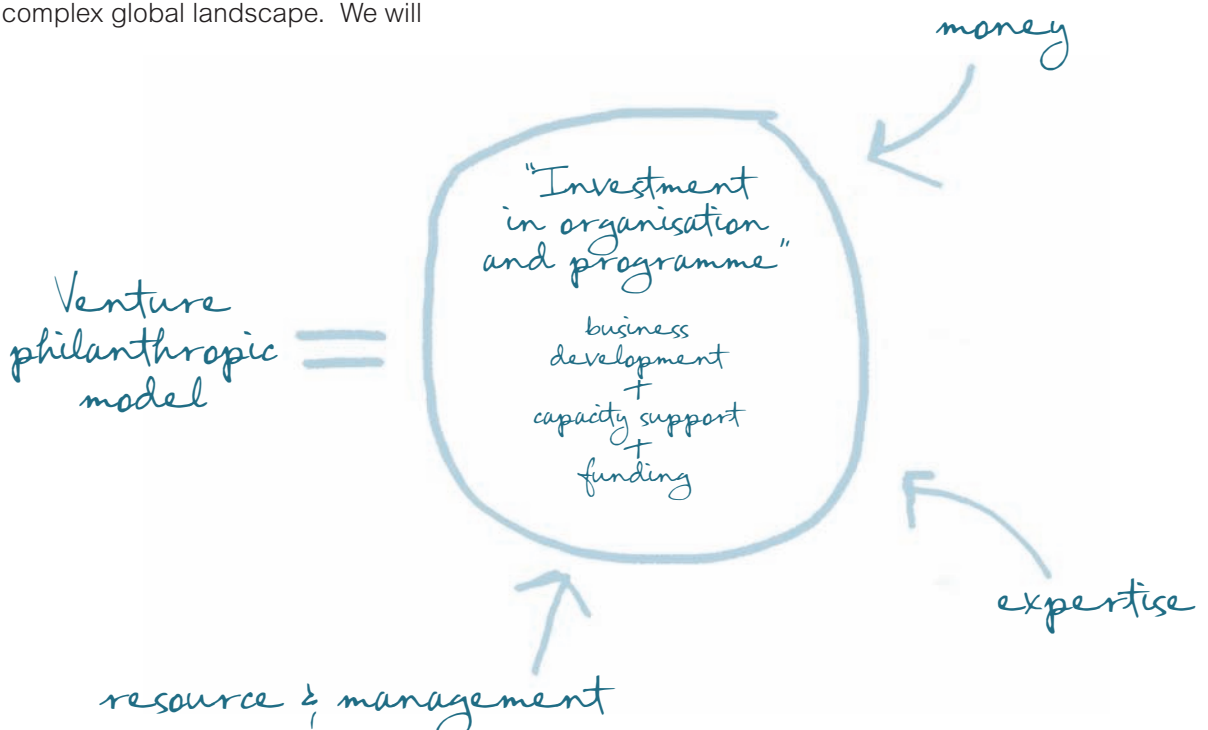 complex global landscape. We will
money
"Investment
in organisation
and programme"
business
development
+
capacity support
+
funding
Venture
philanthropic
model
=
expertise
resource & management